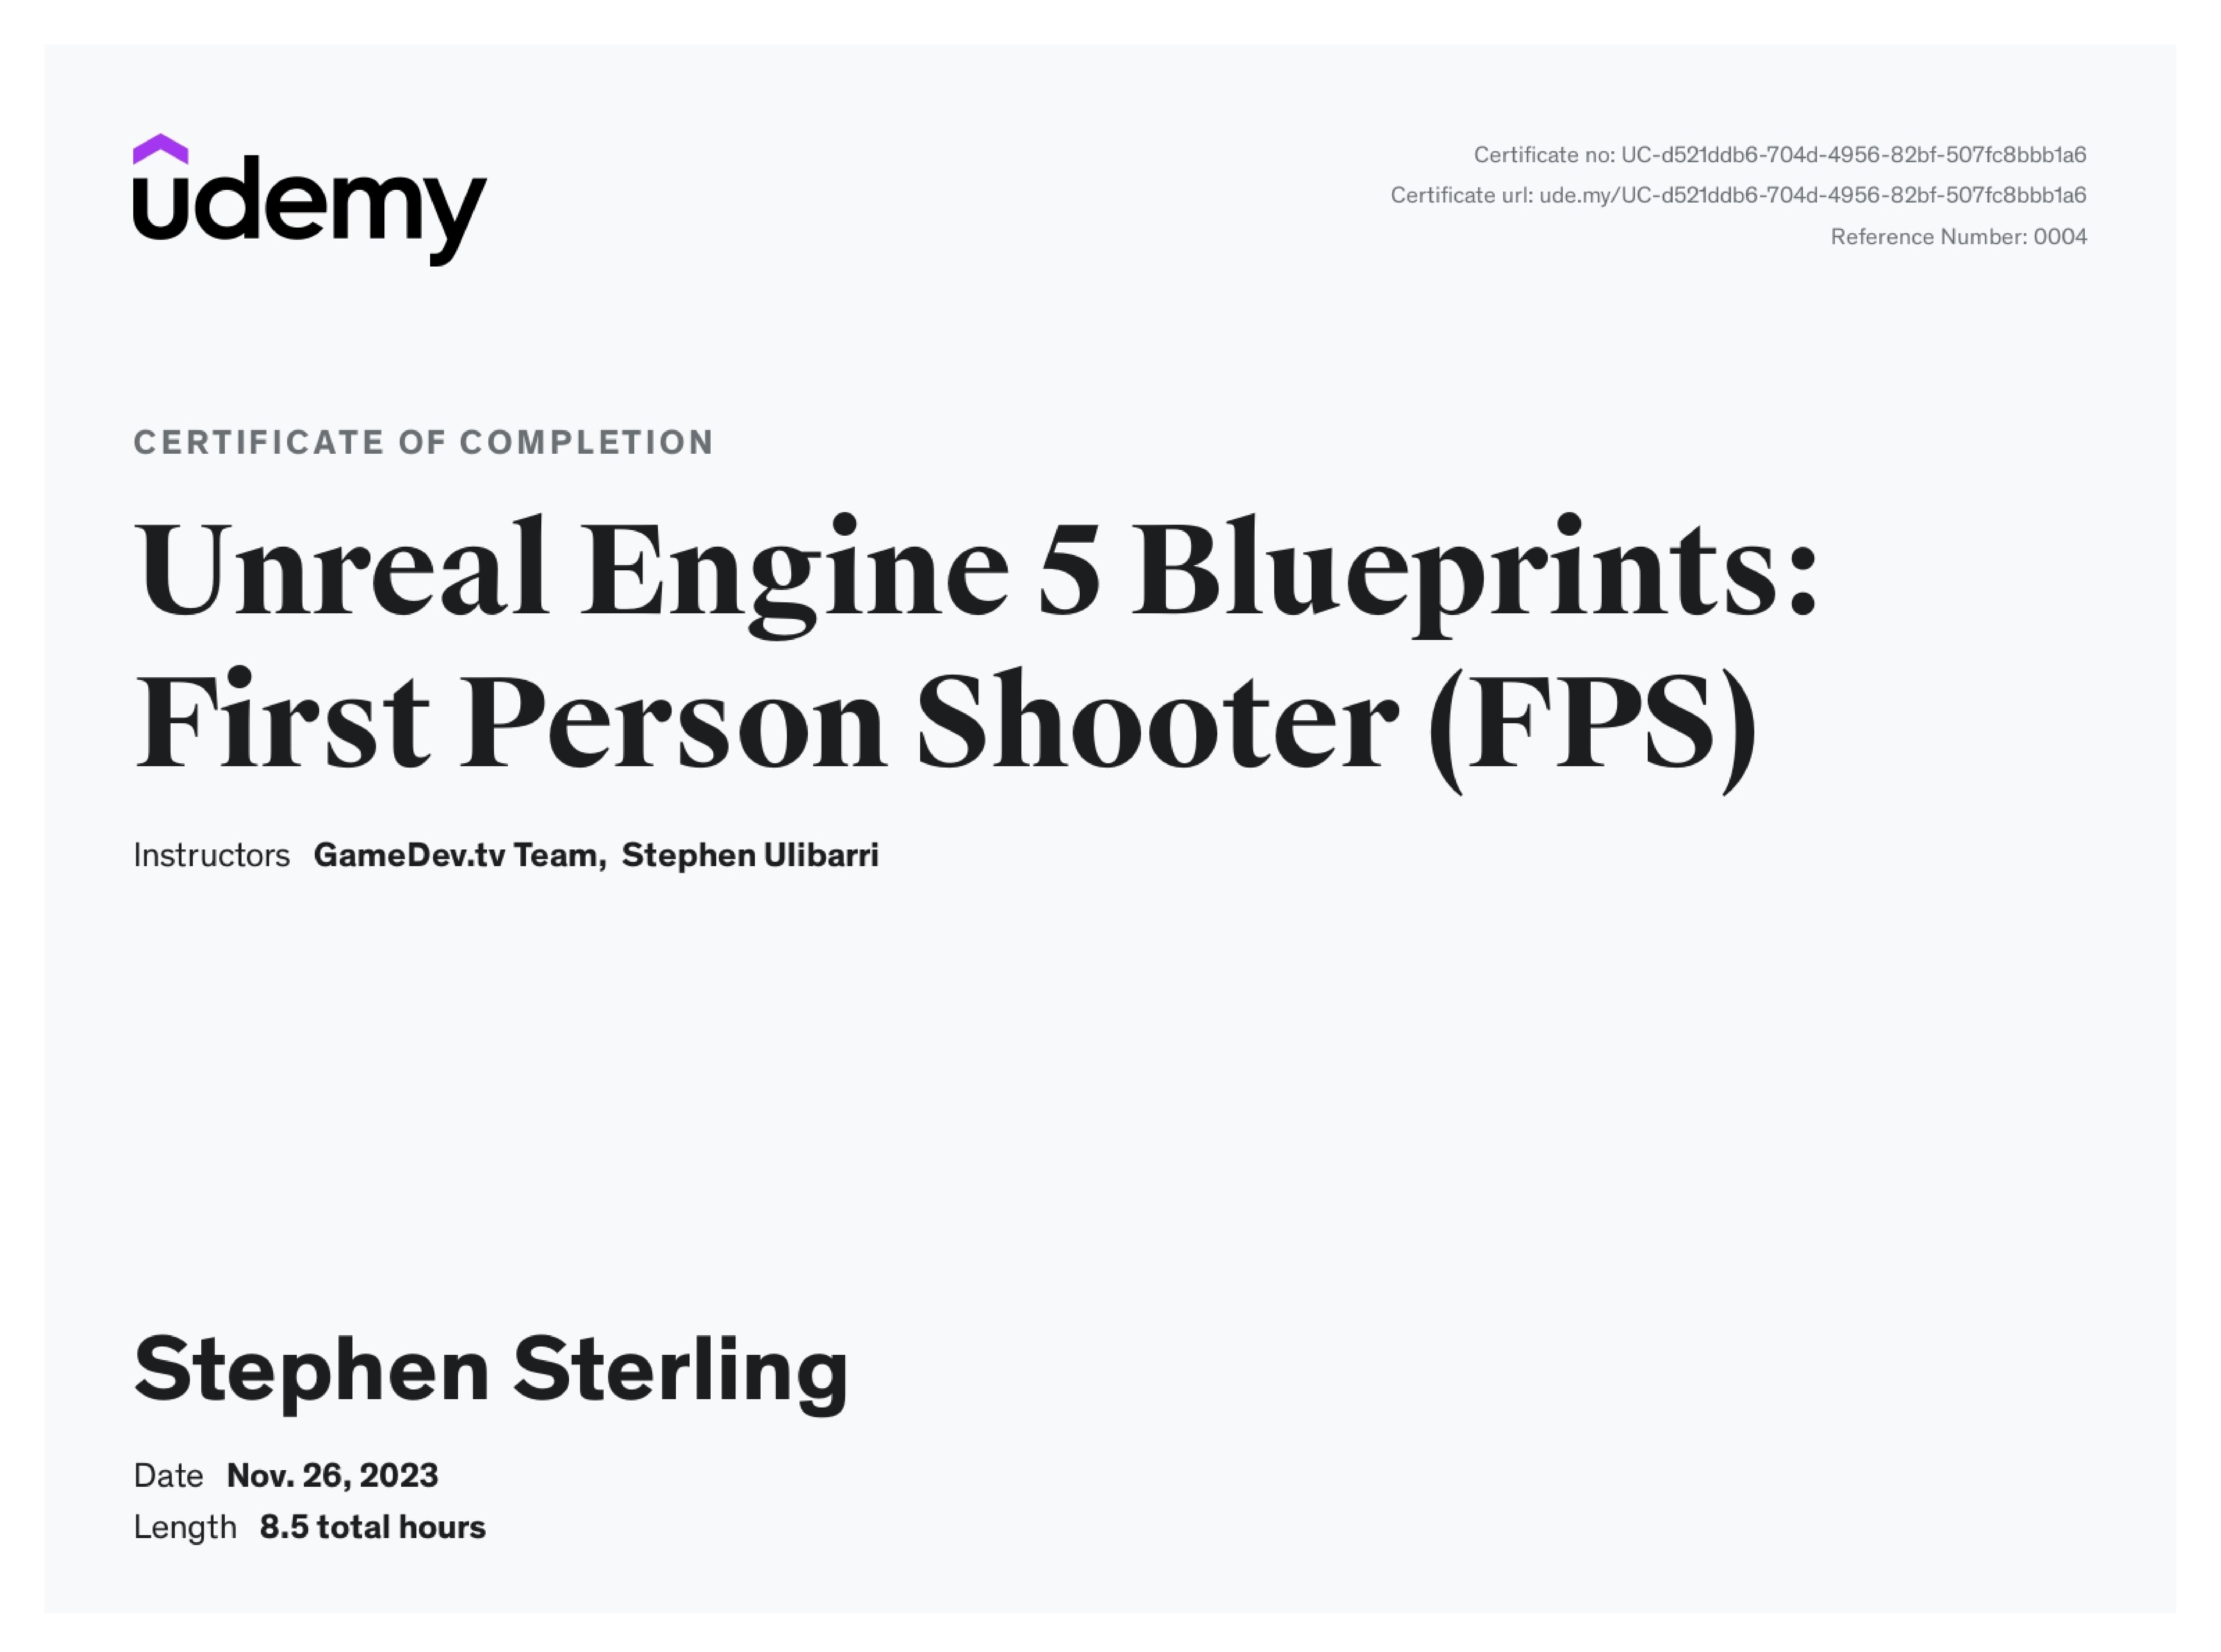 udemy
Certificate no: UC-d521ddb6-704d-4956-82bf-507fc8bbb1a6
Certificate url: ude.my/UC-d521ddb6-704d-4956-82bf-507fc8bbb1a6
Reference Number: 0004
CERTIFICATE OF COMPLETION
Unreal Engine 5 Blueprints:
First Person Shooter (FPS)
Instructors GameDev.tv Team, Stephen Ulibarri
Stephen Sterling
Date Nov. 26, 2023
Length 8.5 total hours